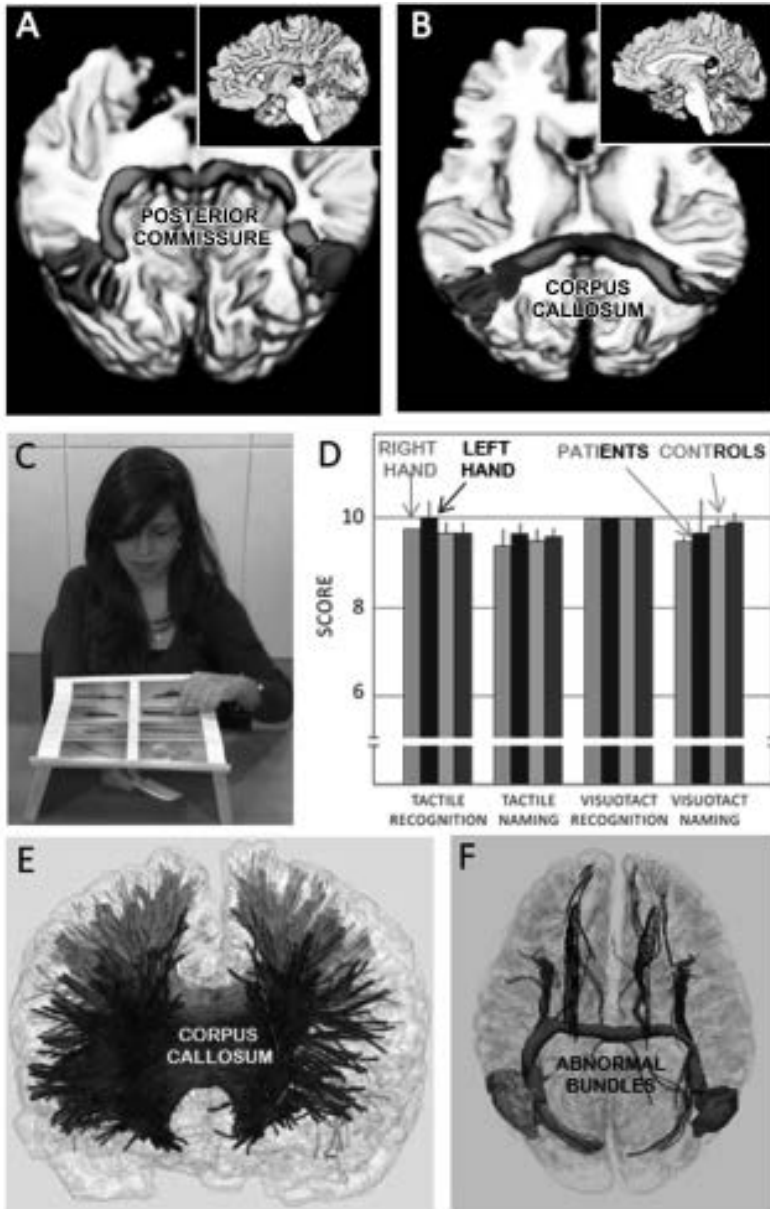 A
POSTERIOR
COMMISSURE
B
CORPUS
CALLOSUM
C
D
RIGHT
HAND
LEFT
HAND
PATIENTS
CONTROLS
10
8
6
SCORE
TACTILE
RECOGNITION
TACTILE
NAMING
VISUOTACT
RECOGNITION
VISUOTACT
NAMING
E
CORPUS
CALLOSUM
F
ABNORMAL
BUNDLES